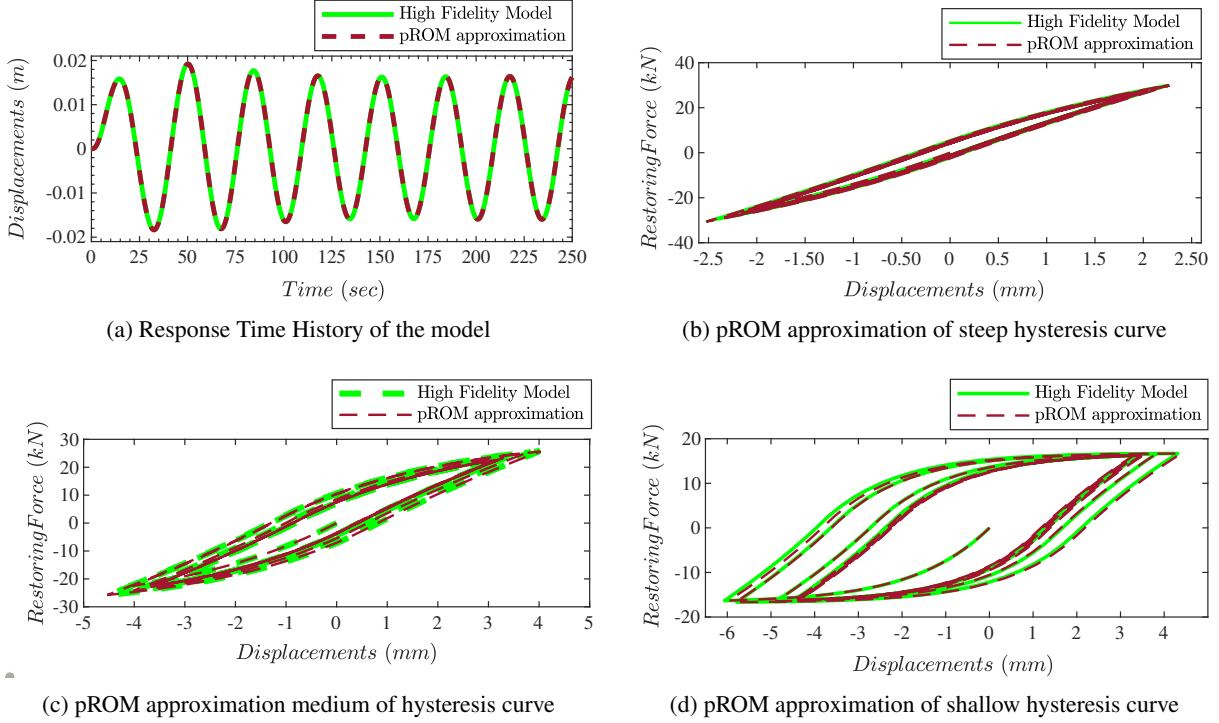 High Fidelity Model
pROM approximation
0.02
0.01
0
-0.01
-0.02
Displacements (m)
0 25 50 75 100 125 150 175 200 225 250
Time (sec)
(a) Response Time History of the model
High Fidelity Model
pROM approximation
40
20
0
-20
-40
RestoringForce (kN)
-2.5 -2 -1.50 -1 -0.50 0 0.50 1 1.50 2 2.50
Displacements (mm)
(b) pROM approximation of steep hysteresis curve
High Fidelity Model
pROM approximation
30
20
10
0
-10
-20
-30
RestoringForce (kN)
-5 -4 -3 -2 -1 0 1 2 3 4 5
Displacements (mm)
(c) pROM approximation medium of hysteresis curve
High Fidelity Model
pROM approximation
20
10
0
-10
-20
RestoringForce (kN)
-6 -5 -4 -3 -2 -1 0 1 2 3 4
Displacements (mm)
(d) pROM approximation of shallow hysteresis curve